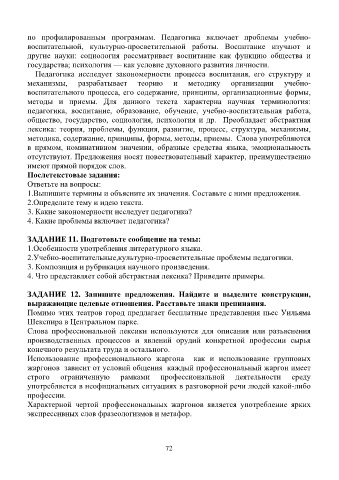 по профилированным программам. Педагогика включает проблемы учебно-
воспитательной, культурно-просветительной работы. Воспитание изучают и
другие науки: социология рассматривает воспитание как функцию общества и
государства; психология — как условие духовного развития личности.
Педагогика исследует закономерности процесса воспитания, его структуру и
механизмы, разрабатывает теорию и методику организации учебно-
воспитательного процесса, его содержание, принципы, организационные формы,
методы и приемы. Для данного текста характерна научная терминология:
педагогика, воспитание, образование, обучение, учебно-воспитательная работа,
общество, государство, социология, психология и др. Преобладает абстрактная
лексика: теория, проблемы, функция, развитие, процесс, структура, механизмы,
методика, содержание, принципы, формы, методы, приемы. Слова употребляются
в прямом, номинативном значении, образные средства языка, эмоциональность
отсутствуют. Предложения носят повествовательный характер, преимущественно
имеют прямой порядок слов.
Послетекстовые задания:
Ответьте на вопросы:
1.Выпишите термины и объясните их значения. Составьте с ними предложения.
2.Определите тему и идею текста.
3. Какие закономерности исследует педагогика?
4. Какие проблемы включает педагогика?
ЗАДАНИЕ 11. Подготовьте сообщение на темы:
1.Особенности употребления литературного языка.
2.Учебно-воспитательные,культурно-просветительные проблемы педагогики.
3. Композиция и рубрикация научного произведения.
4. Что представляет собой абстрактная лексика? Приведите примеры.
ЗАДАНИЕ 12. Запишите предложения. Найдите и выделите конструкции,
выражающие целевые отношения. Расставьте знаки препинания.
Помимо этих театров город предлагает бесплатные представления пьес Уильяма
Шекспира в Центральном парке.
Слова профессиональной лексики используются для описания или разъяснения
производственных процессов и явлений орудий конкретной профессии сырья
конечного результата труда и остального.
Использование профессионального жаргона как и использование групповых
жаргонов зависит от условий общения каждый профессиональный жаргон имеет
строго ограниченную рамками профессиональной деятельности среду
употребляется в неофициальных ситуациях в разговорной речи людей какой-либо
профессии.
Характерной чертой профессиональных жаргонов является употребление ярких
экспрессивных слов фразеологизмов и метафор.
72